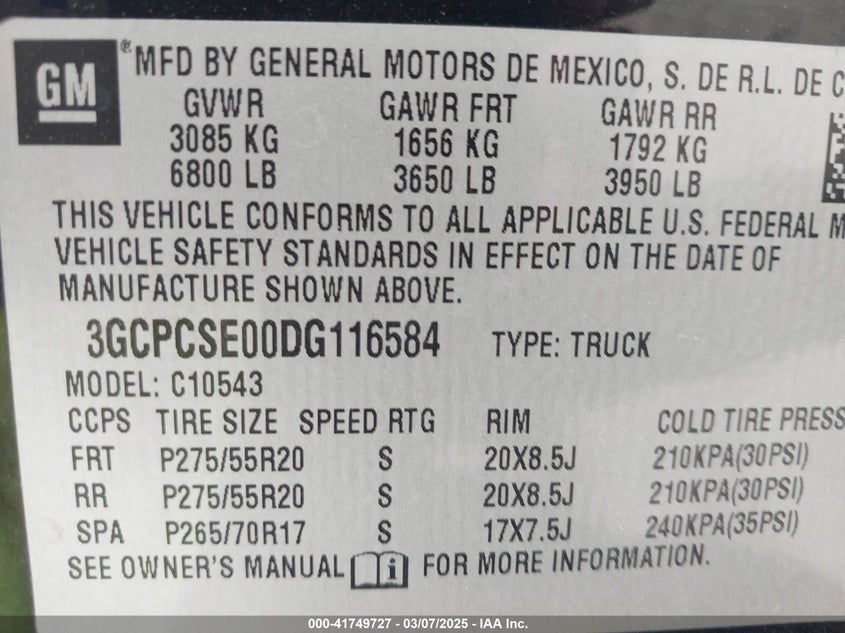 GM
® MFD BY GENERAL MOTORS DE MEXICO, S. DE R.L. DE C
GVWR GAWR FRT GAWR RR
3085 KG 1656 KG 1792 KG
6800 LB 3650 LB 3950 LB
THIS VEHICLE CONFORMS TO ALL APPLICABLE U.S. FEDERAL M
VEHICLE SAFETY STANDARDS IN EFFECT ON THE DATE OF
MANUFACTURE SHOWN ABOVE.
3GCPCSE00DG116584 TYPE: TRUCK
MODEL: C10543
CCPS TIRE SIZE SPEED RTG RIM COLD TIRE PRESS
FRT P275/55R20 S 20X8.5J 210KPA(30PSI)
RR P275/55R20 S 20X8.5J 210KPA(30PSI)
SPA P265/70R17 S 17X7.5J 240KPA(35PSI)
SEE OWNER'S MANUAL i FOR MORE INFORMATION.
000-41749727 — 03/07/2025 — IAA Inc.